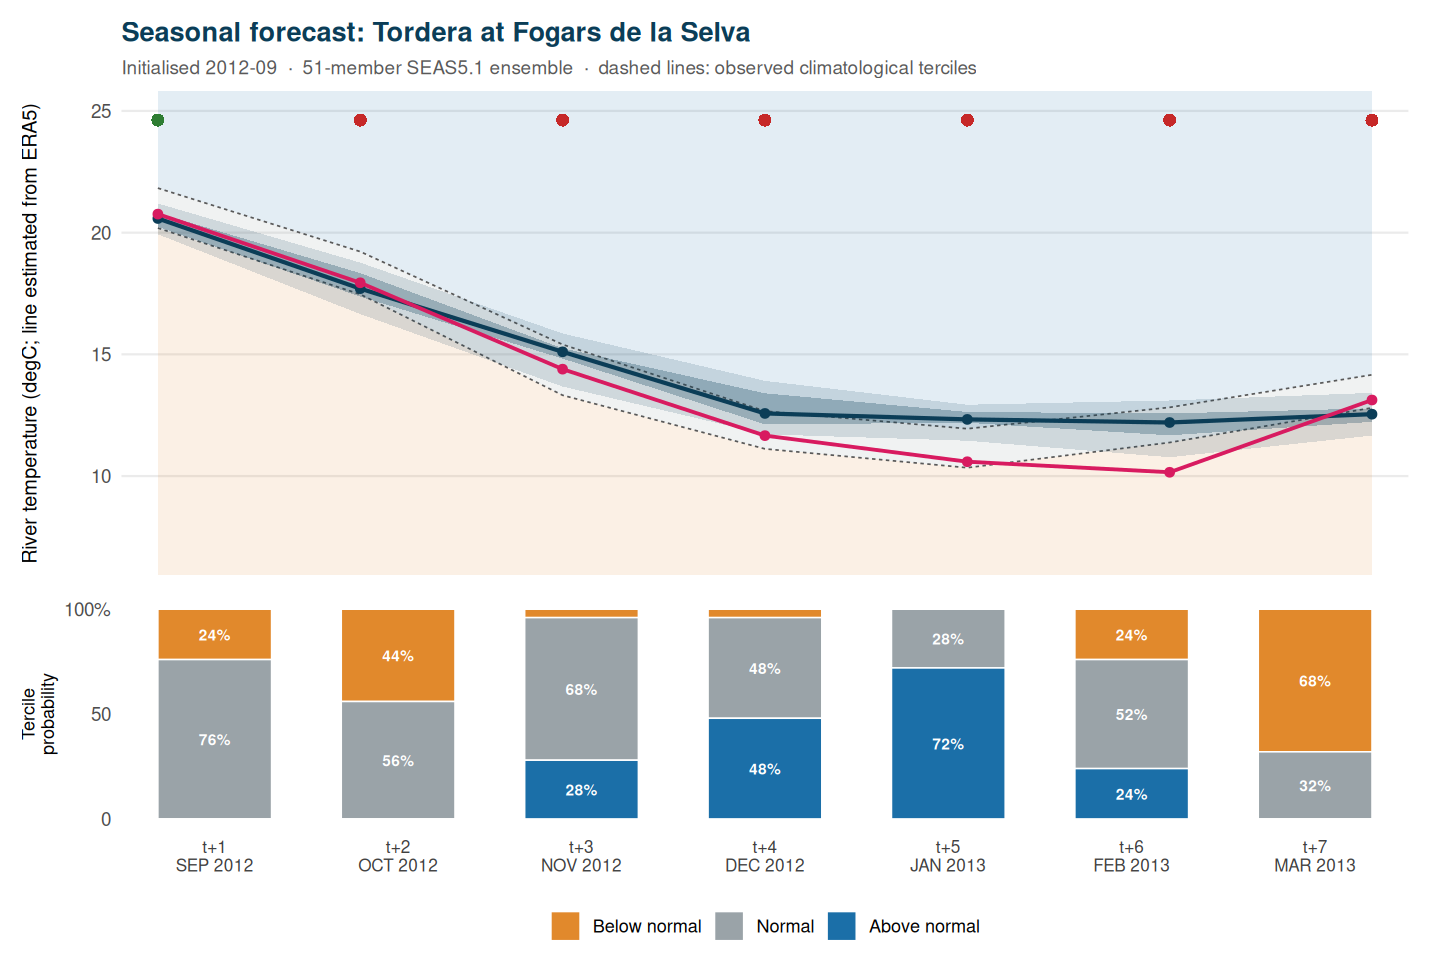 Seasonal forecast: Tordera at Fogars de la Selva
Initialised 2012-09 · 51-member SEAS5.1 ensemble · dashed lines: observed climatological terciles
River temperature (degC; line estimated from ERA5)
25
20
15
10
Tercile
probability
100%
50
0
24%
76%
44%
56%
68%
28%
48%
48%
28%
72%
24%
52%
24%
68%
32%
t+1
SEP 2012
t+2
OCT 2012
t+3
NOV 2012
t+4
DEC 2012
t+5
JAN 2013
t+6
FEB 2013
t+7
MAR 2013
Below normal
Normal
Above normal